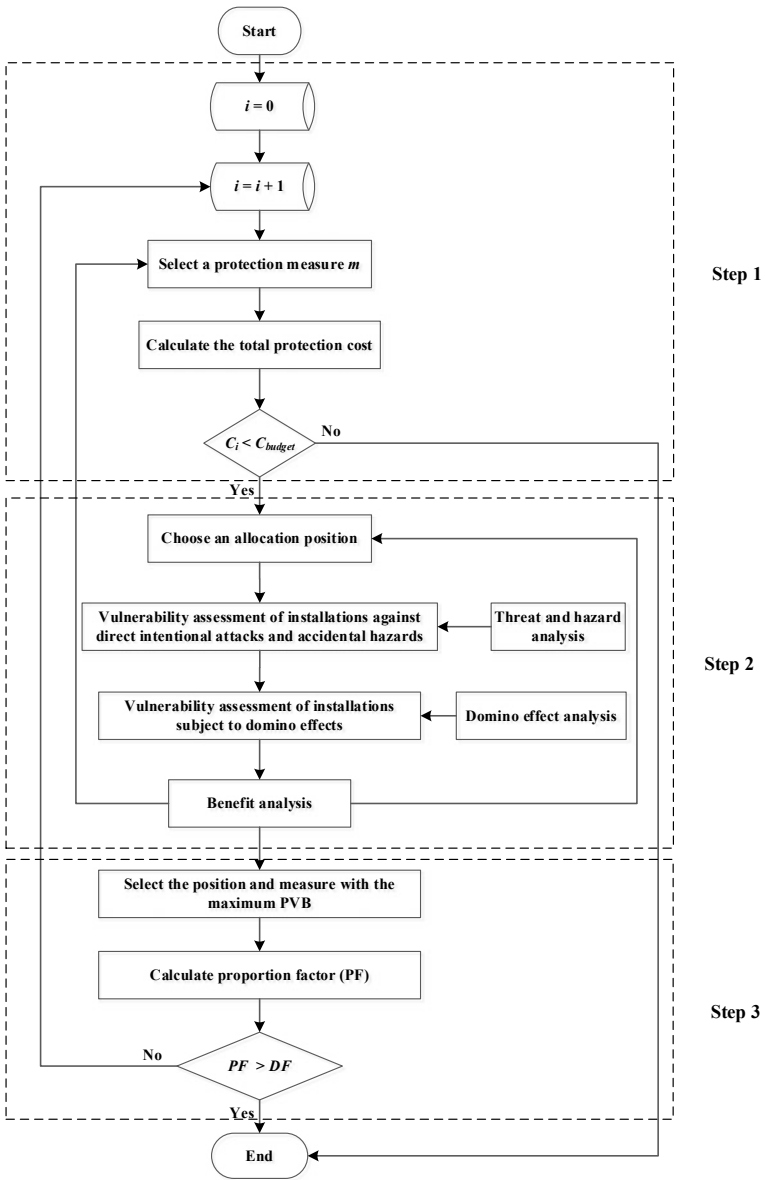 Start
i = 0
i = i + 1
Select a protection measure m
Step 1
Calculate the total protection cost
C_i < C_budget
No
Yes
Choose an allocation position
Vulnerability assessment of installations against
direct intentional attacks and accidental hazards
Threat and hazard
analysis
Step 2
Vulnerability assessment of installations
subject to domino effects
Domino effect analysis
Benefit analysis
Select the position and measure with the
maximum PVB
Calculate proportion factor (PF)
Step 3
No
PF > DF
Yes
End